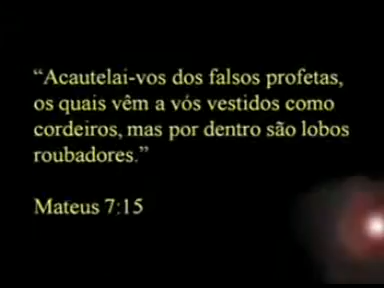 “Acautelai-vos dos falsos profetas,
os quais vêm a vós vestidos como
cordeiros, mas por dentro são lobos
roubadores.”
Mateus 7:15